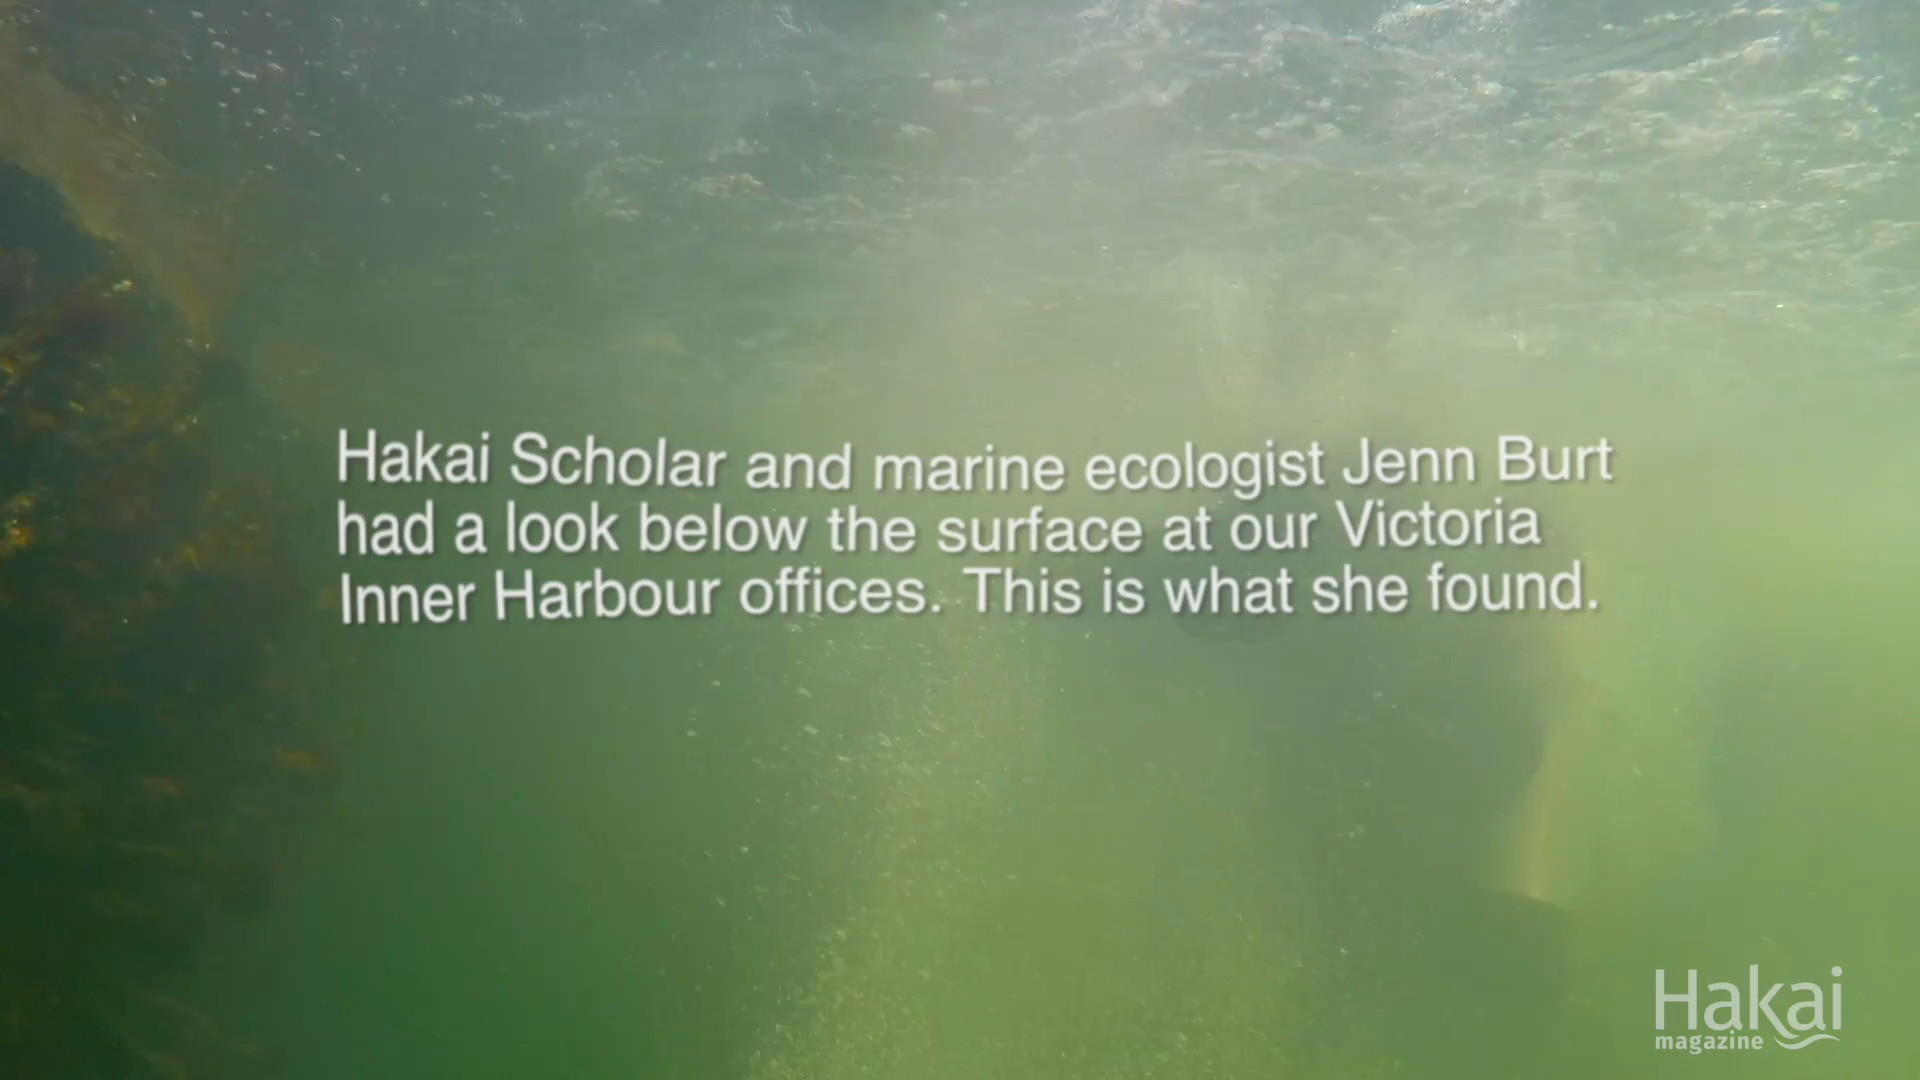 Hakai Scholar and marine ecologist Jenn Burt
had a look below the surface at our Victoria
Inner Harbour offices. This is what she found.
Hakai
magazine